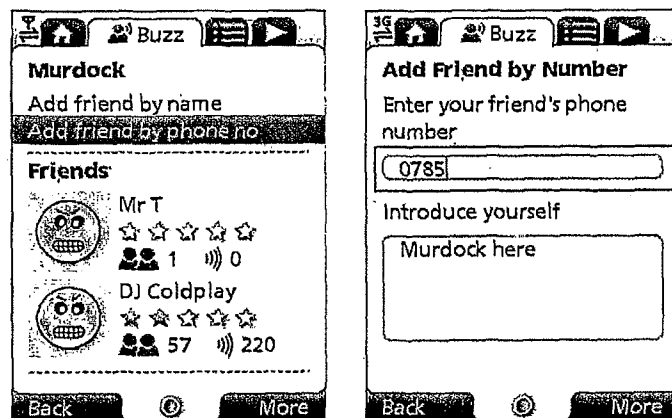 Buzz
Murdock
Add friend by name
Add friend by phone no
Friends
Mr T
1 0
DJ Coldplay
57 220
Back More
3G
Buzz
Add Friend by Number
Enter your friend's phone
number
0785
Introduce yourself
Murdock here
Back More